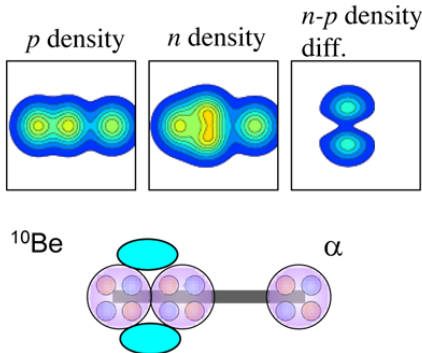 p density
n density
n-p density
diff.
¹⁰Be
α